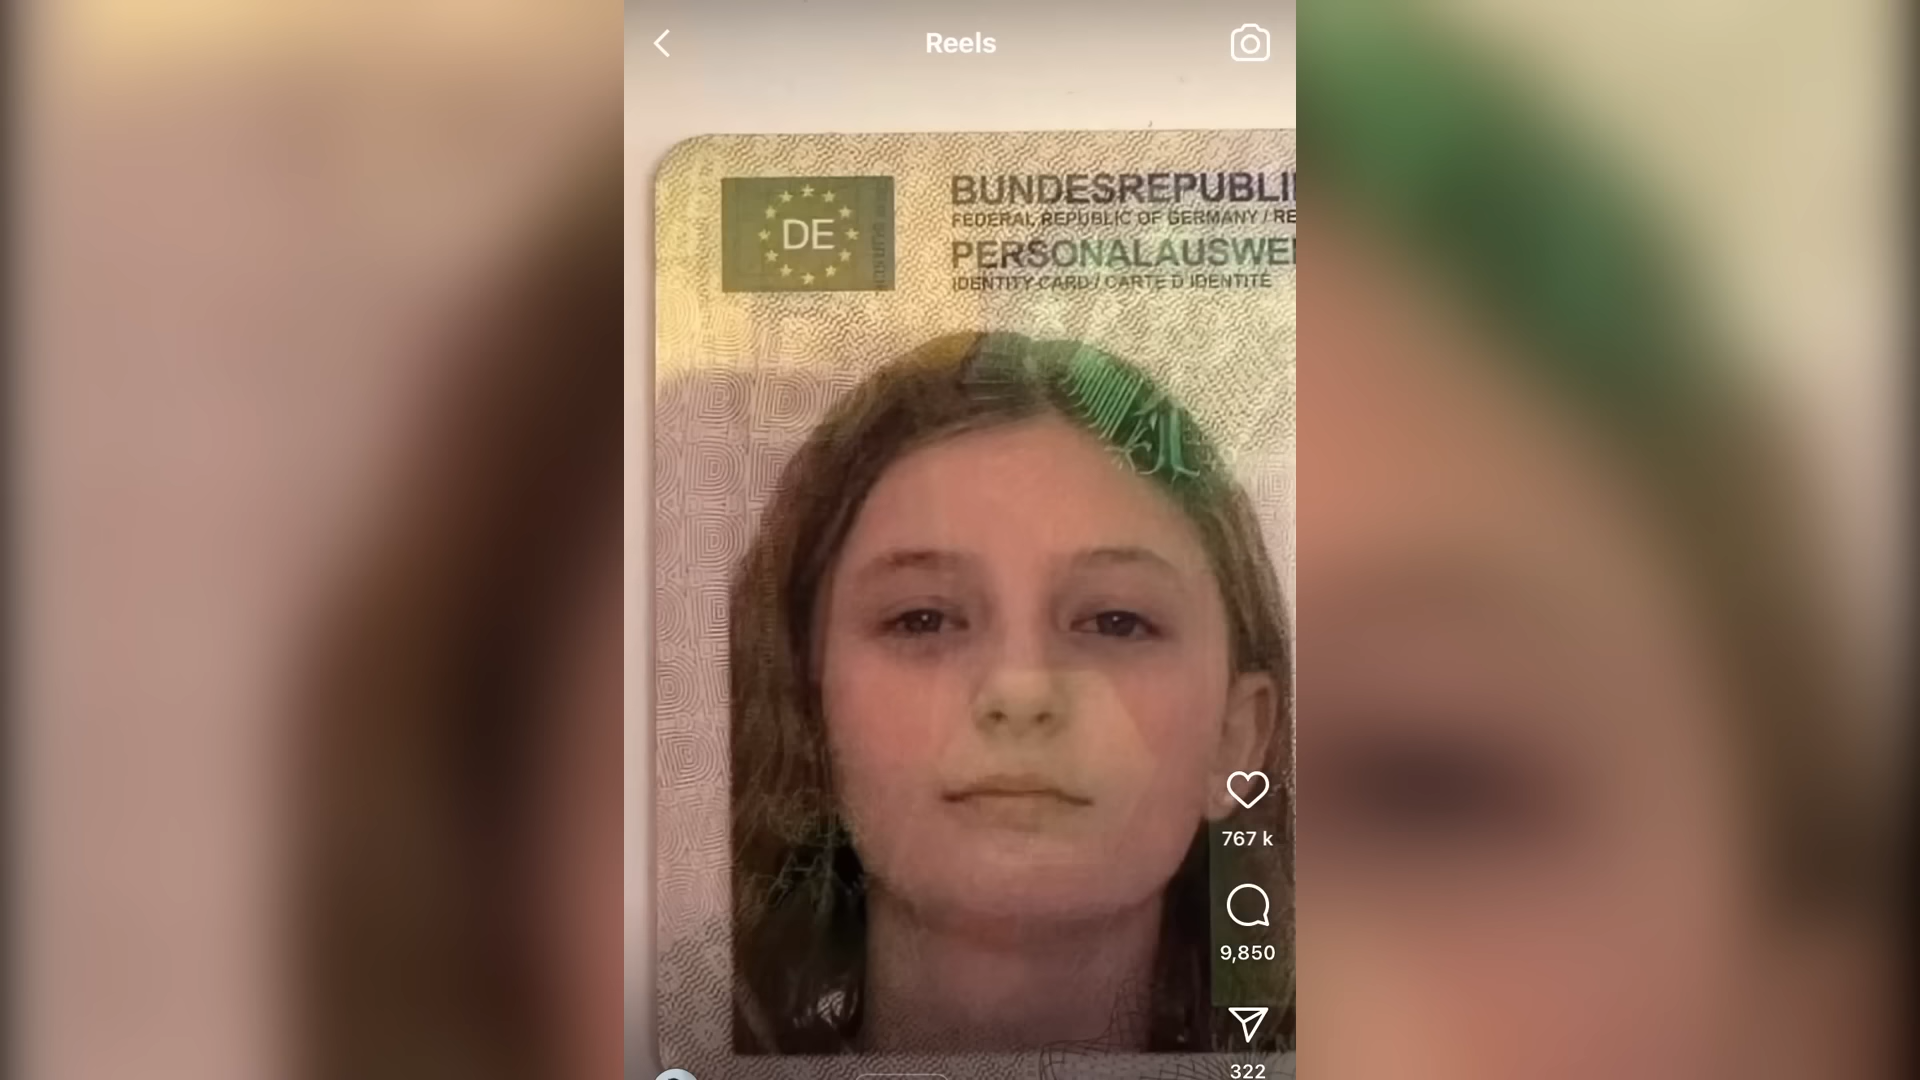 Reels
DE
BUNDESREPUBLI
FEDERAL REPUBLIC OF GERMANY / RE
PERSONALAUSWEI
IDENTITY CARD / CARTE D'IDENTITÉ
767 k
9,850
322